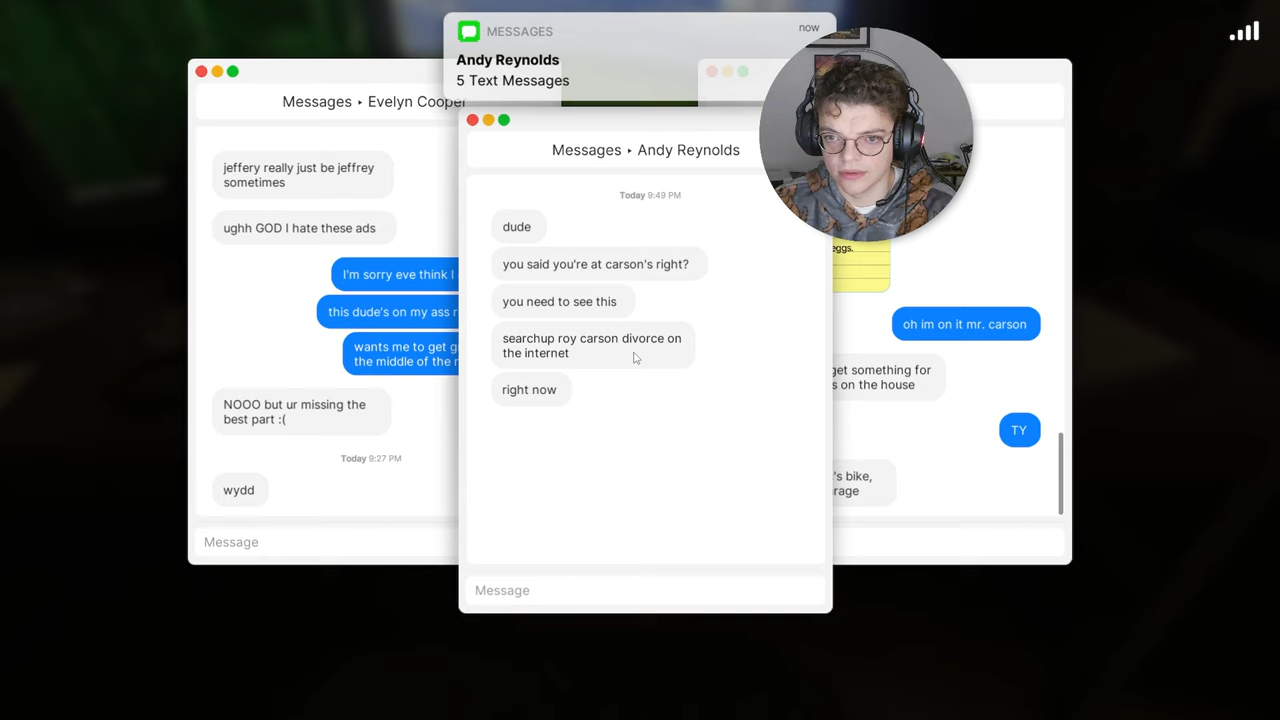 MESSAGES
now
Andy Reynolds
5 Text Messages
Messages ‣ Evelyn Cooper
jeffery really just be jeffrey
sometimes
ughh GOD I hate these ads
I'm sorry eve think I
this dude's on my ass
wants me to get
the middle of the
NOOO but ur missing the
best part :(
Today 9:27 PM
wydd
Message
Messages ‣ Andy Reynolds
Today 9:49 PM
dude
you said you're at carson's right?
you need to see this
searchup roy carson divorce on
the internet
right now
Message
eggs.
oh im on it mr. carson
get something for
s on the house
TY
's bike,